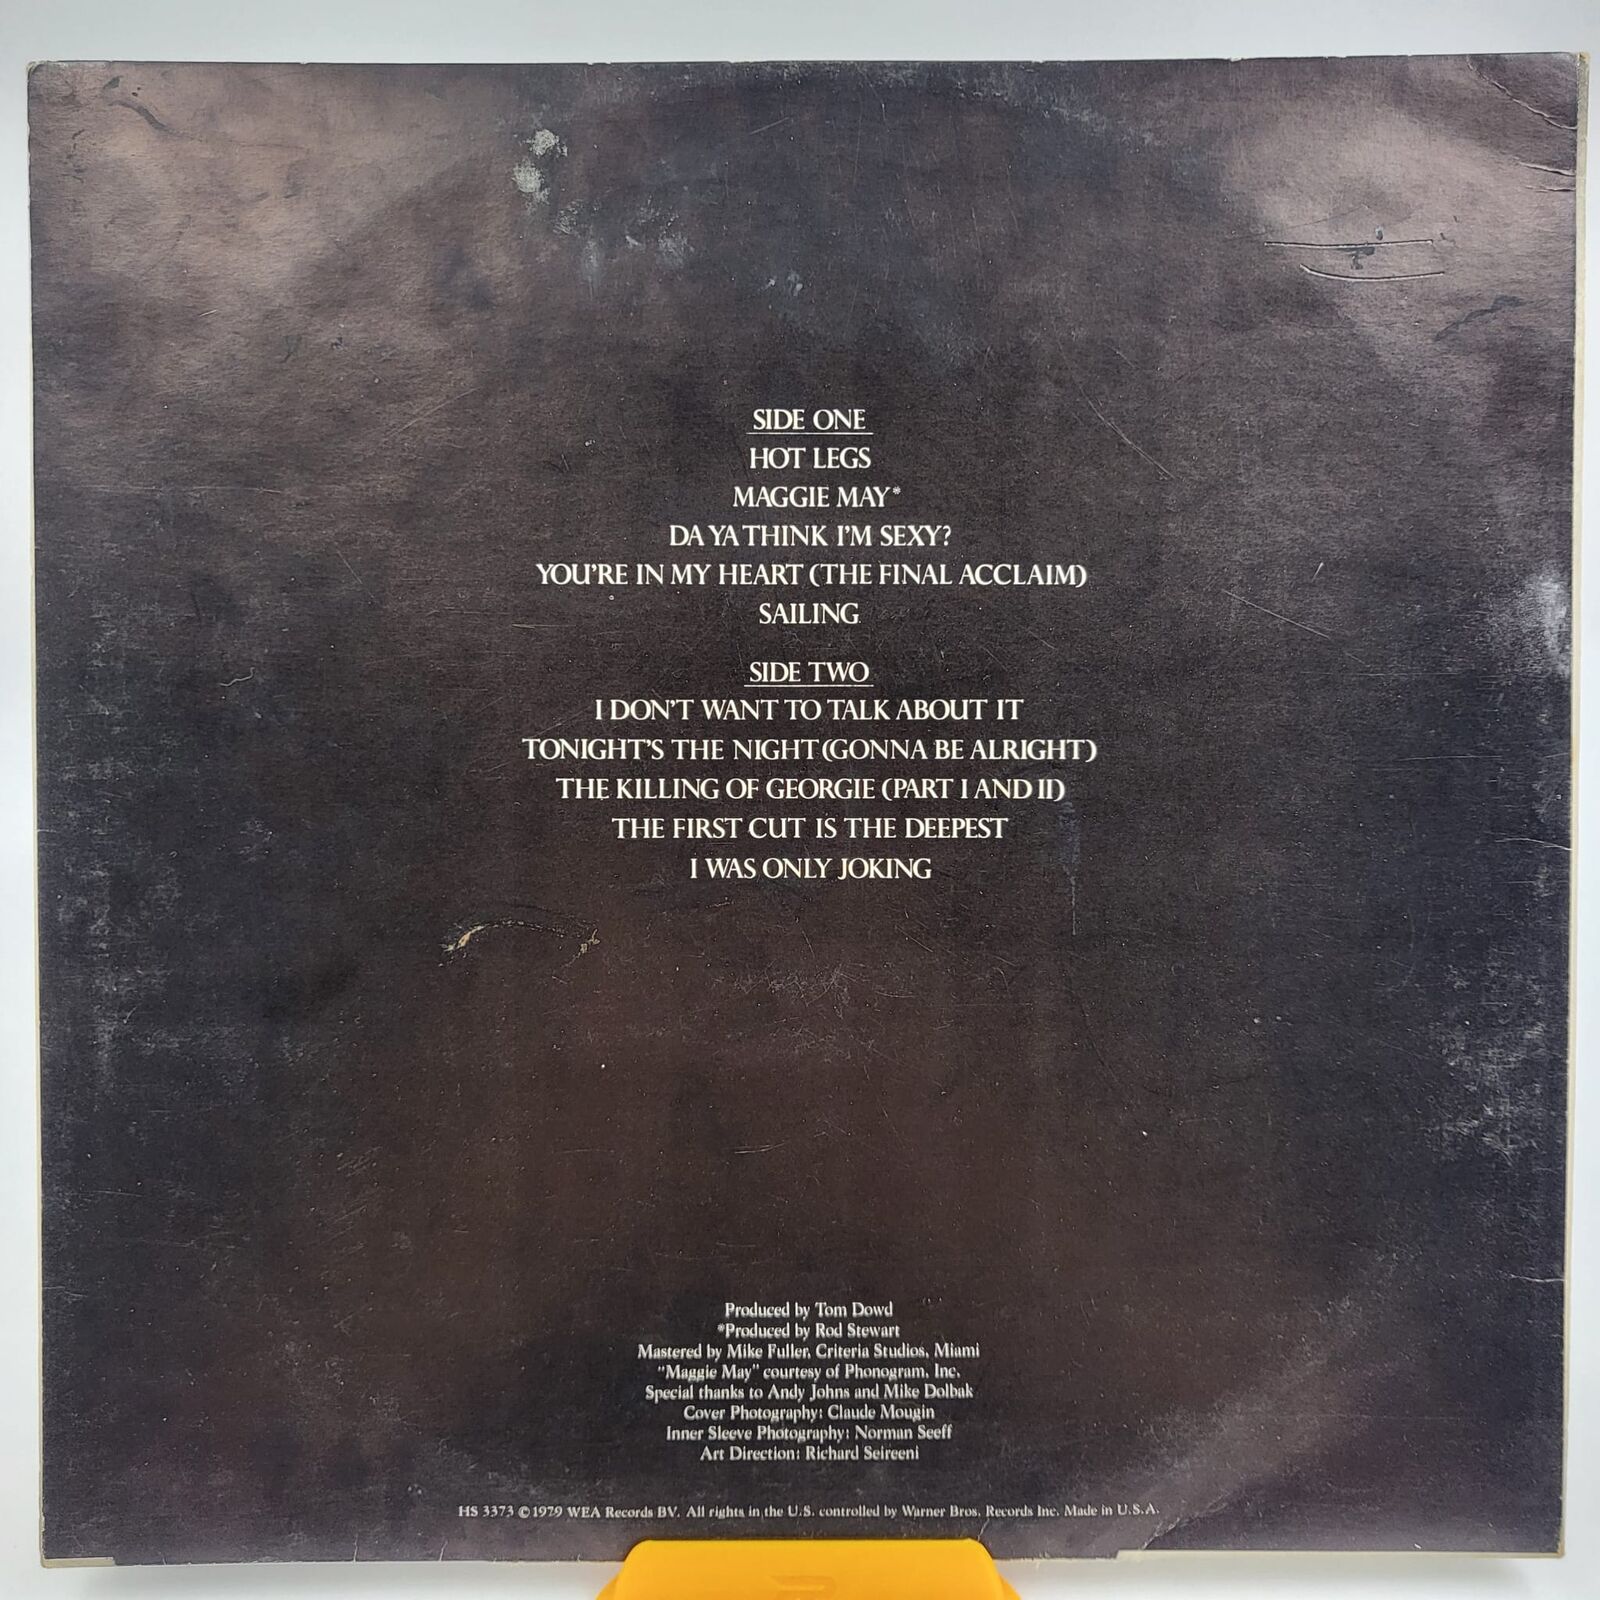 SIDE ONE
HOT LEGS
MAGGIE MAY*
DA YA THINK I'M SEXY?
YOU'RE IN MY HEART (THE FINAL ACCLAIM)
SAILING
SIDE TWO
I DON'T WANT TO TALK ABOUT IT
TONIGHT'S THE NIGHT (GONNA BE ALRIGHT)
THE KILLING OF GEORGIE (PART I AND II)
THE FIRST CUT IS THE DEEPEST
I WAS ONLY JOKING
Produced by Tom Dowd
*Produced by Rod Stewart
Mastered by Mike Fuller, Criteria Studios, Miami
"Maggie May" courtesy of Phonogram, Inc.
Special thanks to Andy Johns and Mike Dolbak
Cover Photography: Claude Mougin
Inner Sleeve Photography: Norman Seeff
Art Direction: Richard Seireeni
HS 3373 © 1979 WEA Records BV. All rights in the U.S. controlled by Warner Bros. Records Inc. Made in U.S.A.